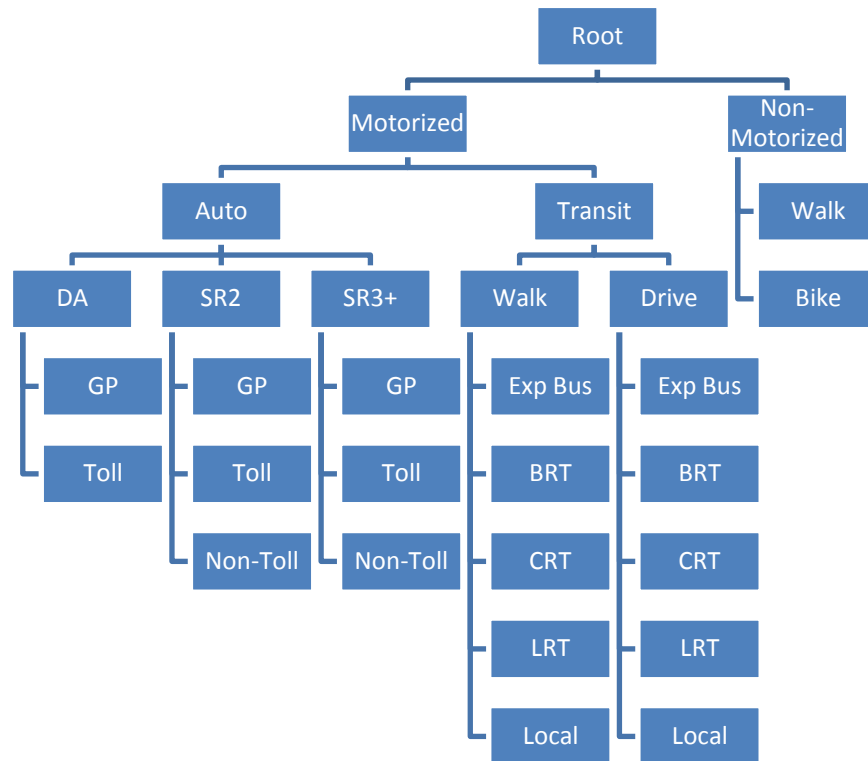 Root
Motorized
Non-
Motorized
Auto
Transit
Walk
DA
SR2
SR3+
Walk
Drive
Bike
GP
GP
GP
Exp Bus
Exp Bus
Toll
Toll
Toll
BRT
BRT
Non-Toll
Non-Toll
CRT
CRT
LRT
LRT
Local
Local